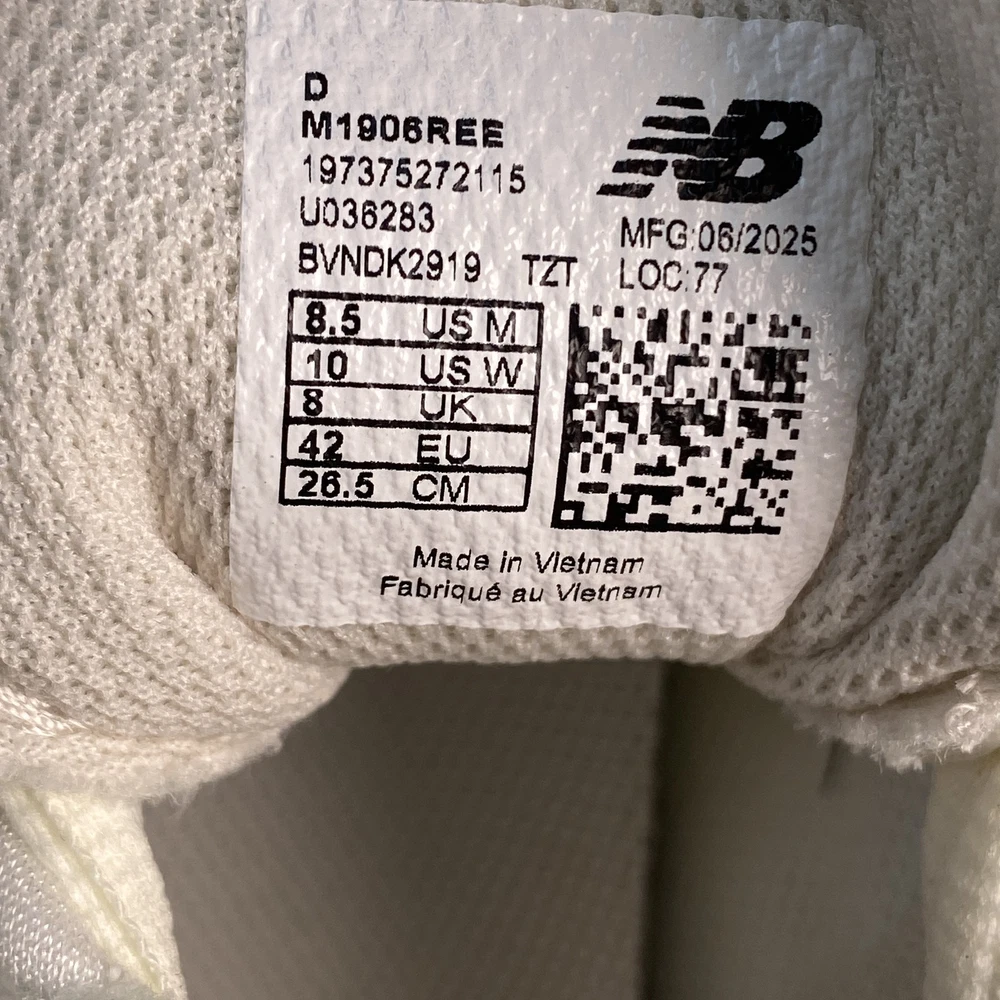 D
M1906REE
197375272115
U036283
BVNDK2919 TZT
NB
MFG:06/2025
LOC:77
8.5 US M
10 US W
8 UK
42 EU
26.5 CM
Made in Vietnam
Fabriqué au Vietnam